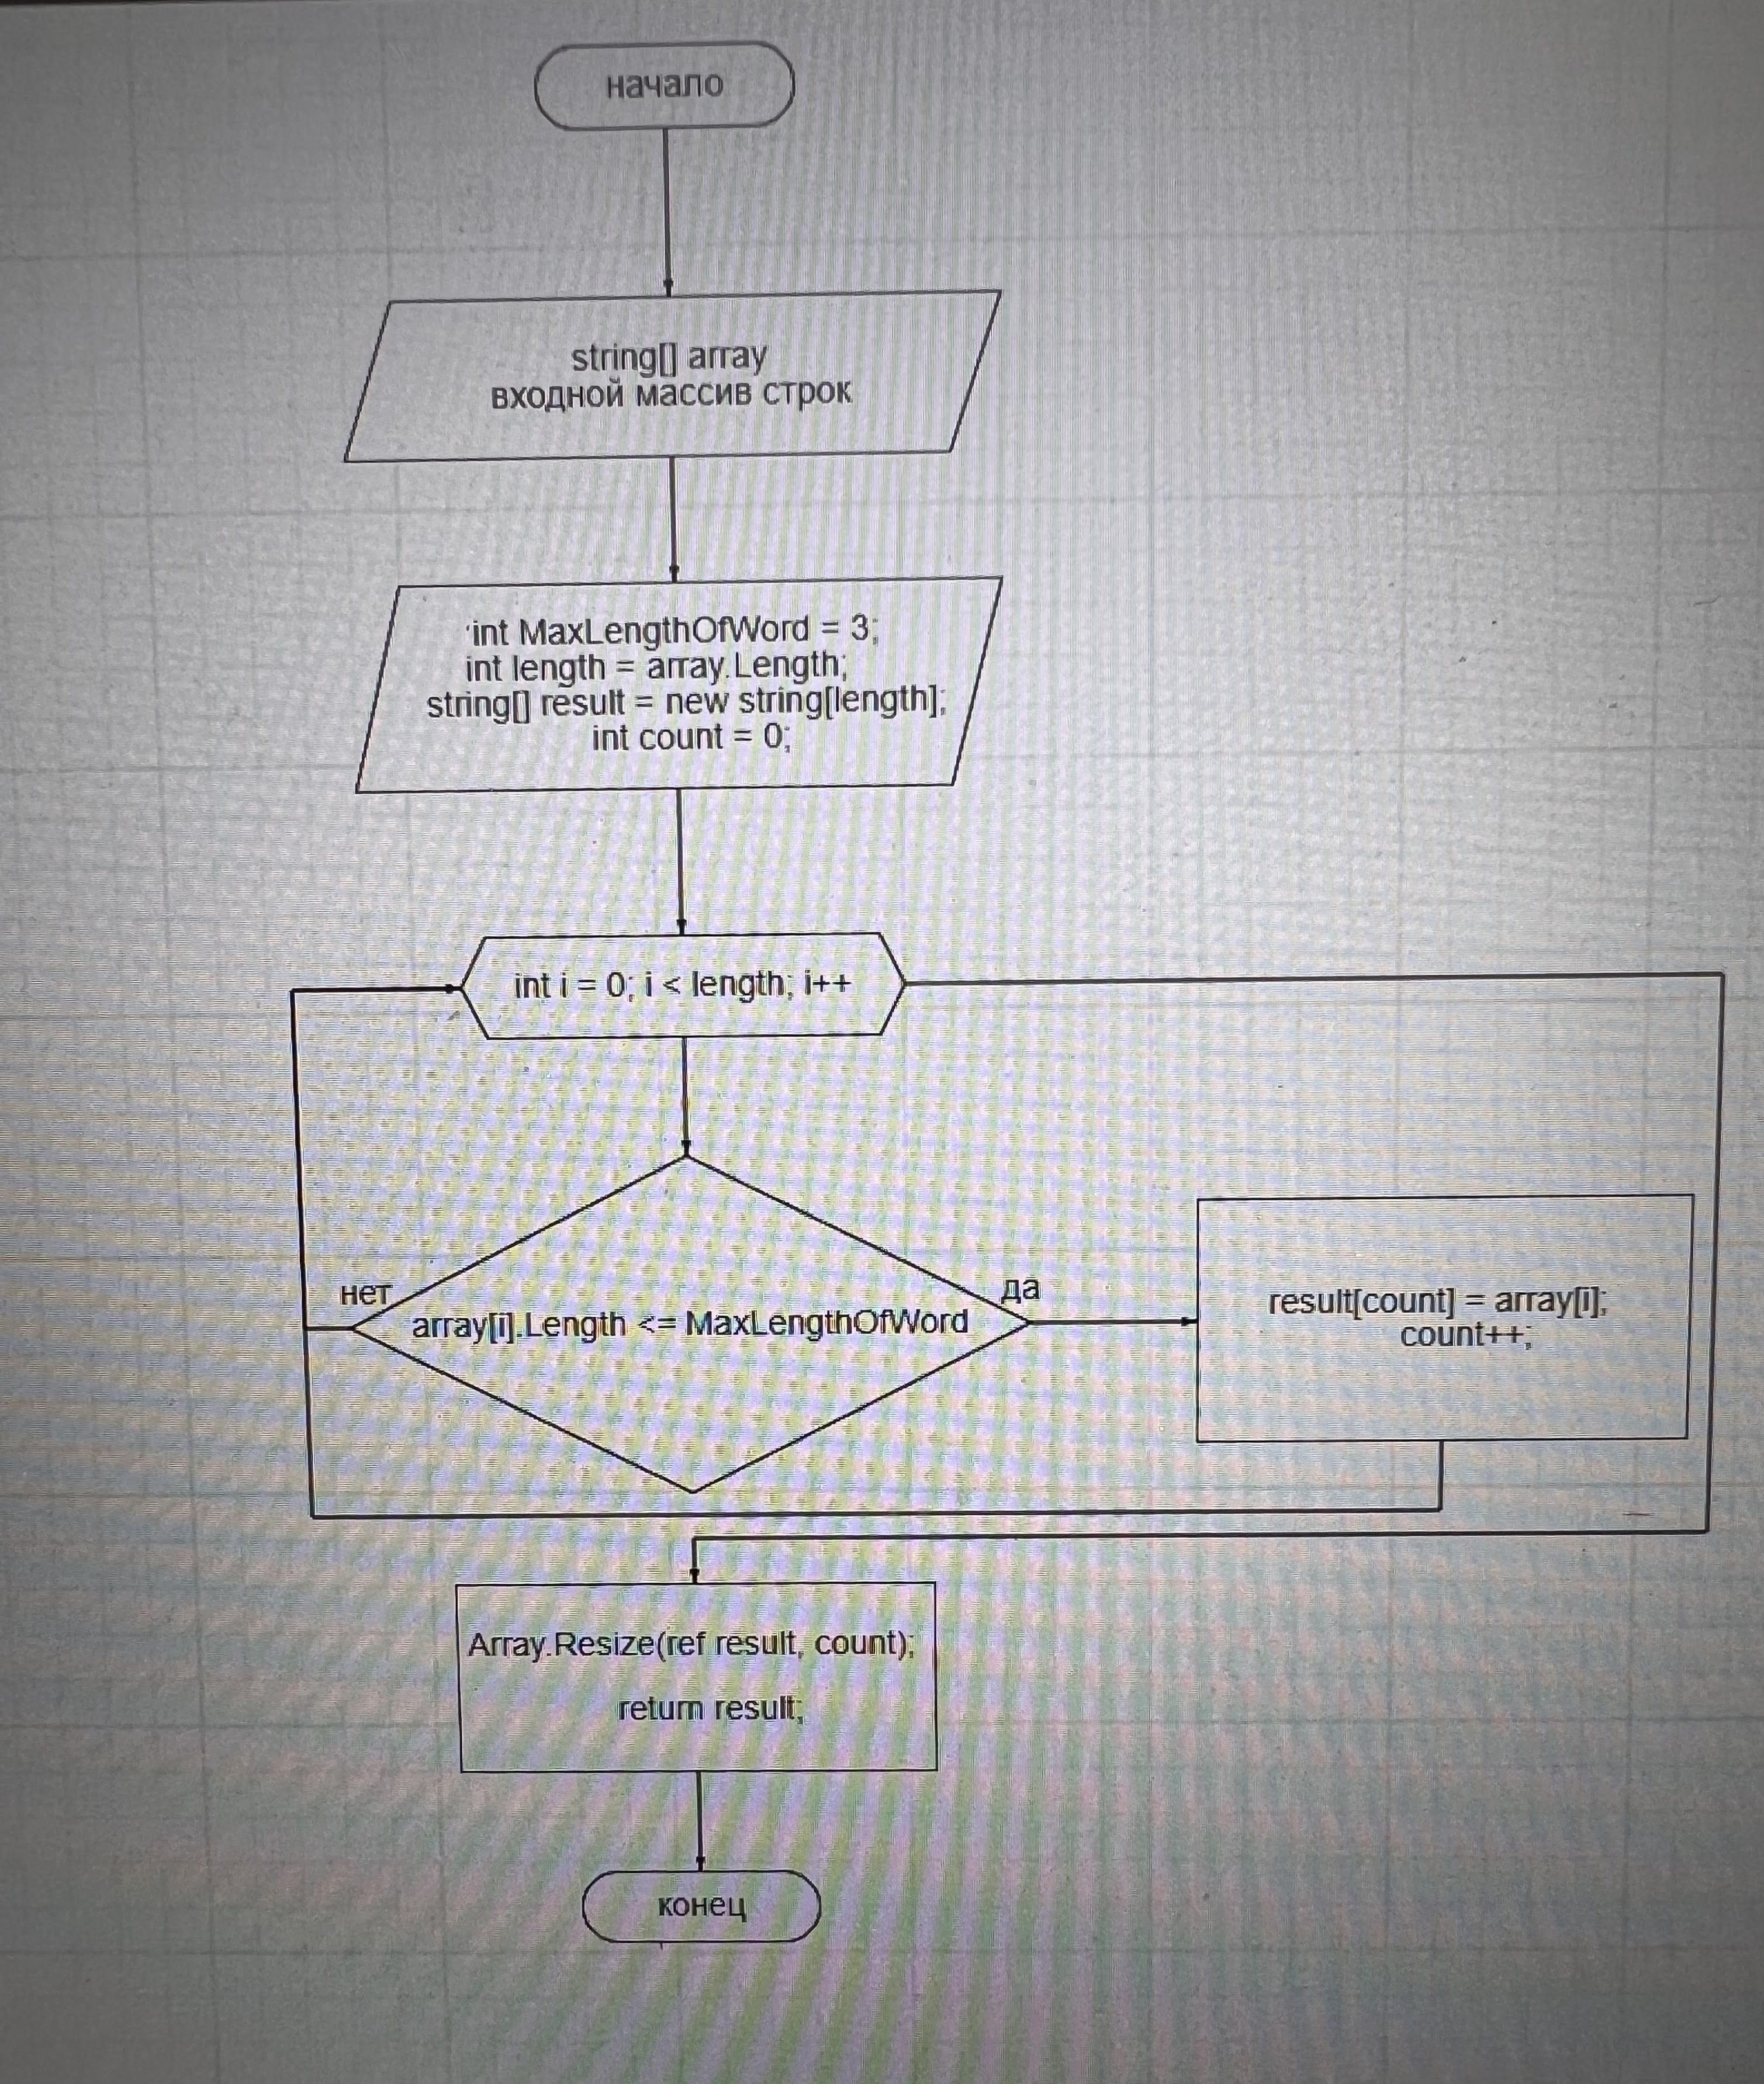 начало
string[] array
входной массив строк
int MaxLengthOfWord = 3;
int length = array.Length;
string[] result = new string[length];
int count = 0;
int i = 0; i < length; i++
нет
array[i].Length <= MaxLengthOfWord
да
result[count] = array[i];
count++;
Array.Resize(ref result, count);
return result;
конец